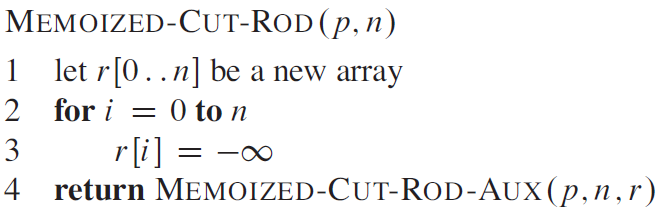 MEMOIZED-CUT-ROD(p, n)
1 let r[0..n] be a new array
2 for i = 0 to n
3 r[i] = −∞
4 return MEMOIZED-CUT-ROD-AUX(p, n, r)